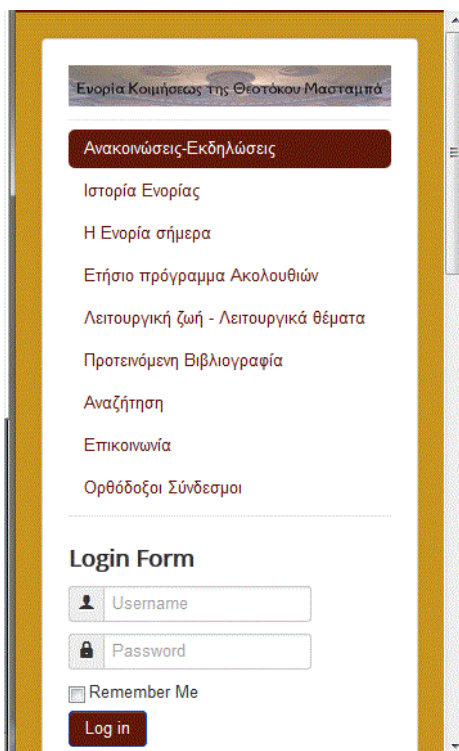 Ενορία Κοιμήσεως της Θεοτόκου Μασταμπά
Ανακοινώσεις-Εκδηλώσεις
Ιστορία Ενορίας
Η Ενορία σήμερα
Ετήσιο πρόγραμμα Ακολουθιών
Λειτουργική ζωή - Λειτουργικά θέματα
Προτεινόμενη Βιβλιογραφία
Αναζήτηση
Επικοινωνία
Ορθόδοξοι Σύνδεσμοι
Login Form
Username
Password
Remember Me
Log in